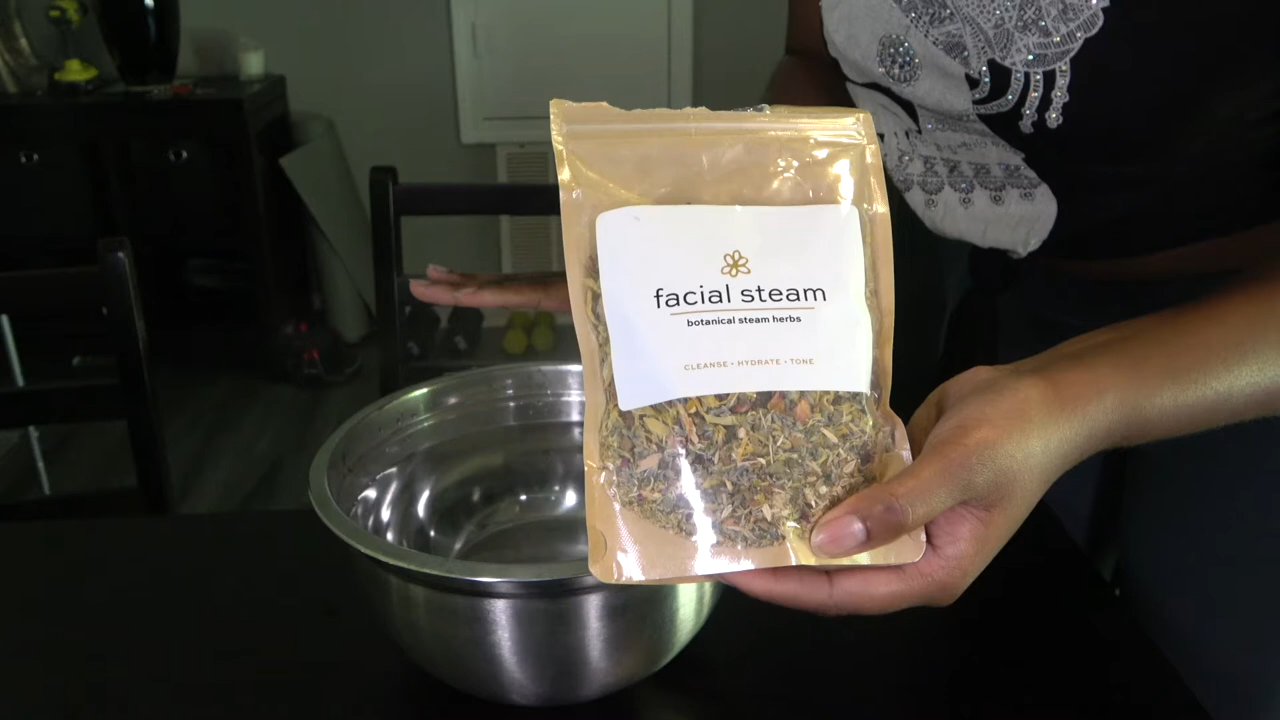 facial steam
botanical steam herbs
CLEANSE • HYDRATE • TONE